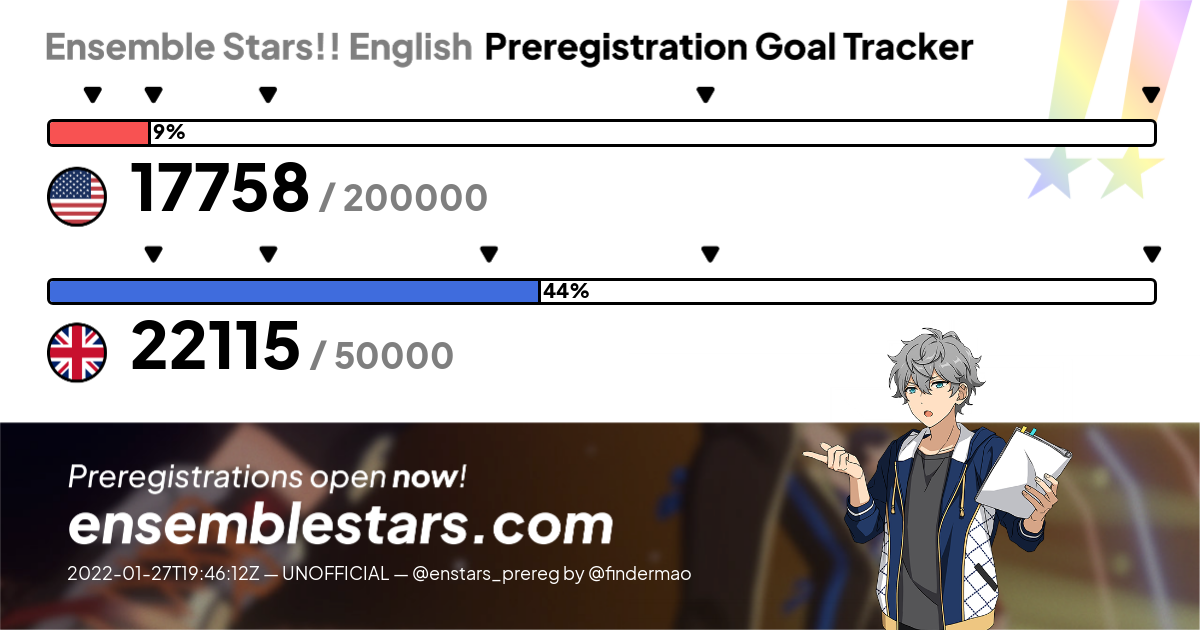 Ensemble Stars!! English Preregistration Goal Tracker
9%
17758 / 200000
44%
22115 / 50000
Preregistrations open now!
ensemblestars.com
2022-01-27T19:46:12Z — UNOFFICIAL — @enstars_prereg by @findermao